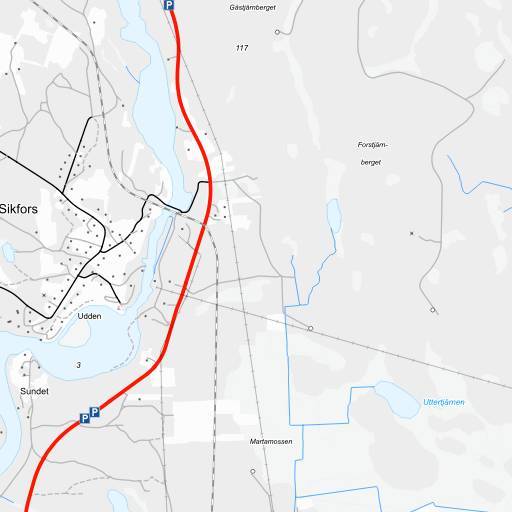 P
Gästjärnberget
117
Forstjärn-
berget
Sikfors
Udden
3
Sundet
Uttertjärnen
P P
Martamossen